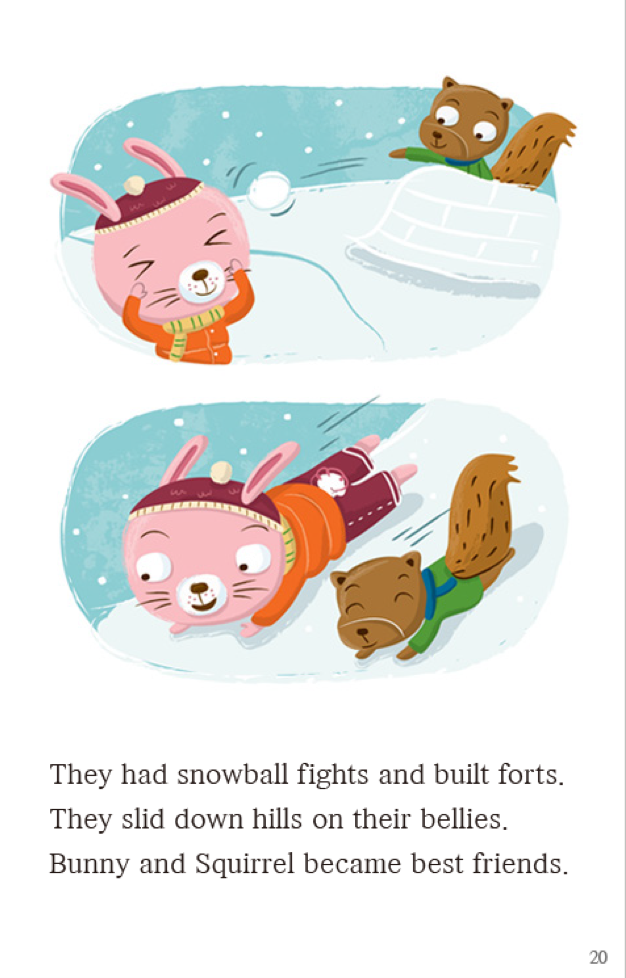 They had snowball fights and built forts.
They slid down hills on their bellies.
Bunny and Squirrel became best friends.
20